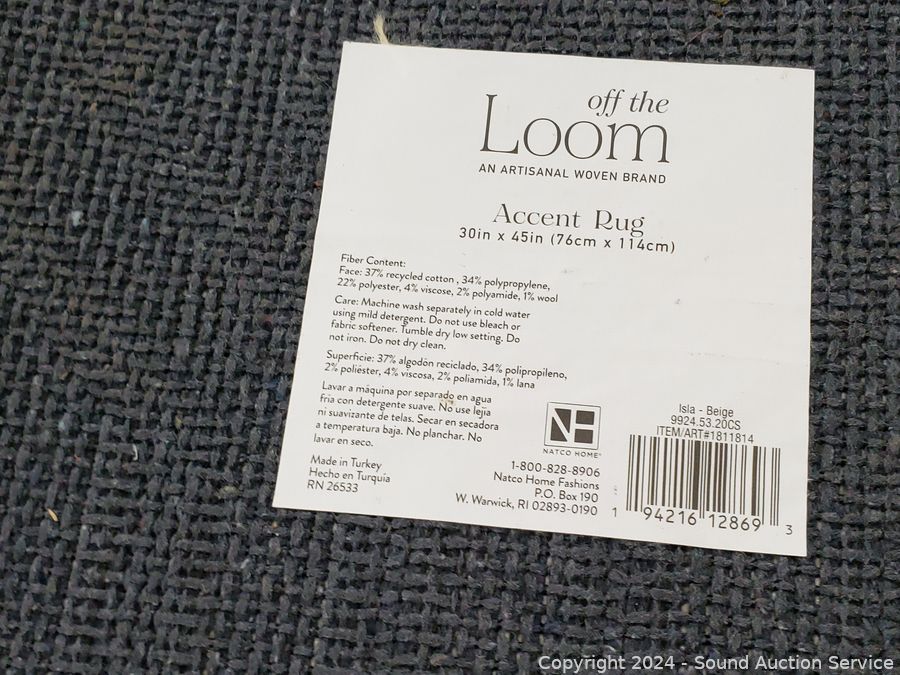 off the
Loom
AN ARTISANAL WOVEN BRAND
Accent Rug
30in x 45in (76cm x 114cm)
Fiber Content:
Face: 37% recycled cotton , 34% polypropylene,
22% polyester, 4% viscose, 2% polyamide, 1% wool
Care: Machine wash separately in cold water
using mild detergent. Do not use bleach or
fabric softener. Tumble dry low setting. Do
not iron. Do not dry clean.
Superficie: 37% algodón reciclado, 34% polipropileno,
2% poliéster, 4% viscosa, 2% poliamida, 1% lana
Lavar a máquina por separado en agua
fria con detergente suave. No use lejia
ni suavizante de telas. Secar en secadora
a temperatura baja. No planchar. No
lavar en seco.
Made in Turkey
Hecho en Turquia
RN 26533
NATCO HOME®
1-800-828-8906
Natco Home Fashions
P.O. Box 190
W. Warwick, RI 02893-0190
Isla - Beige
9924.53.20CS
ITEM/ART#1811814
1 94216 12869 3
Copyright 2024 - Sound Auction Service